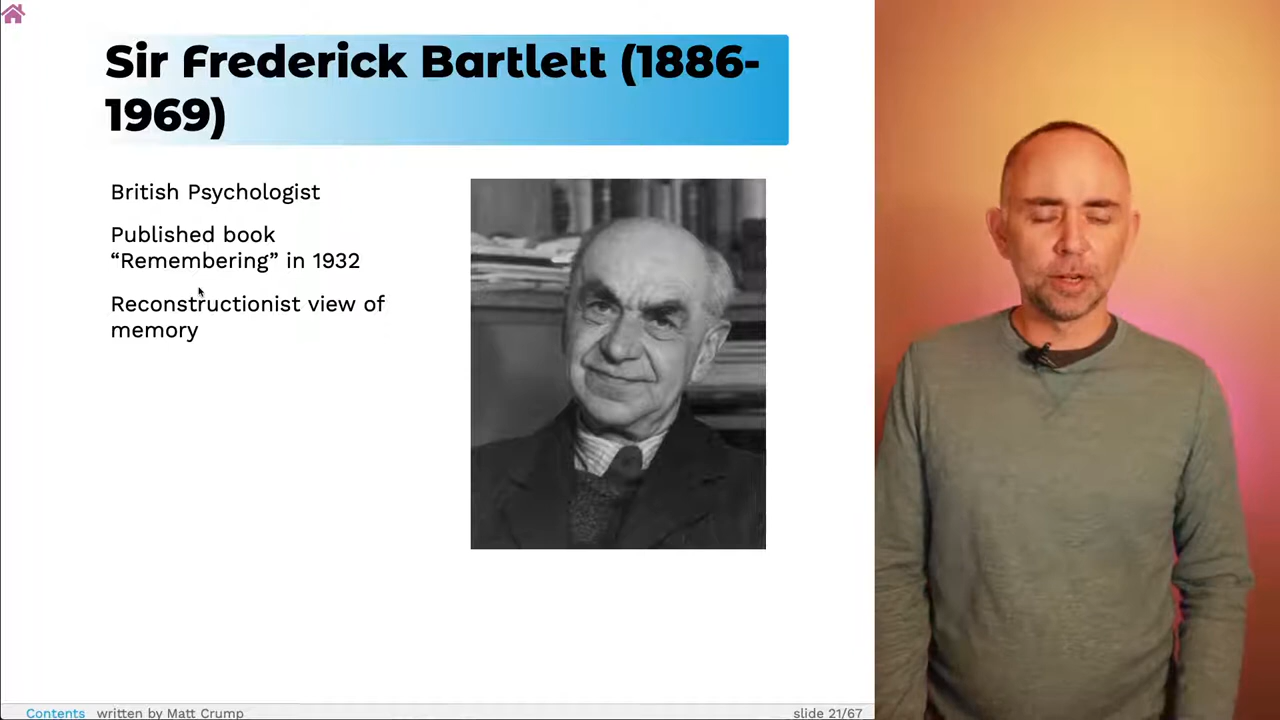 Sir Frederick Bartlett (1886-
1969)
British Psychologist
Published book
“Remembering” in 1932
Reconstructionist view of
memory
Contents written by Matt Crump
slide 21/67